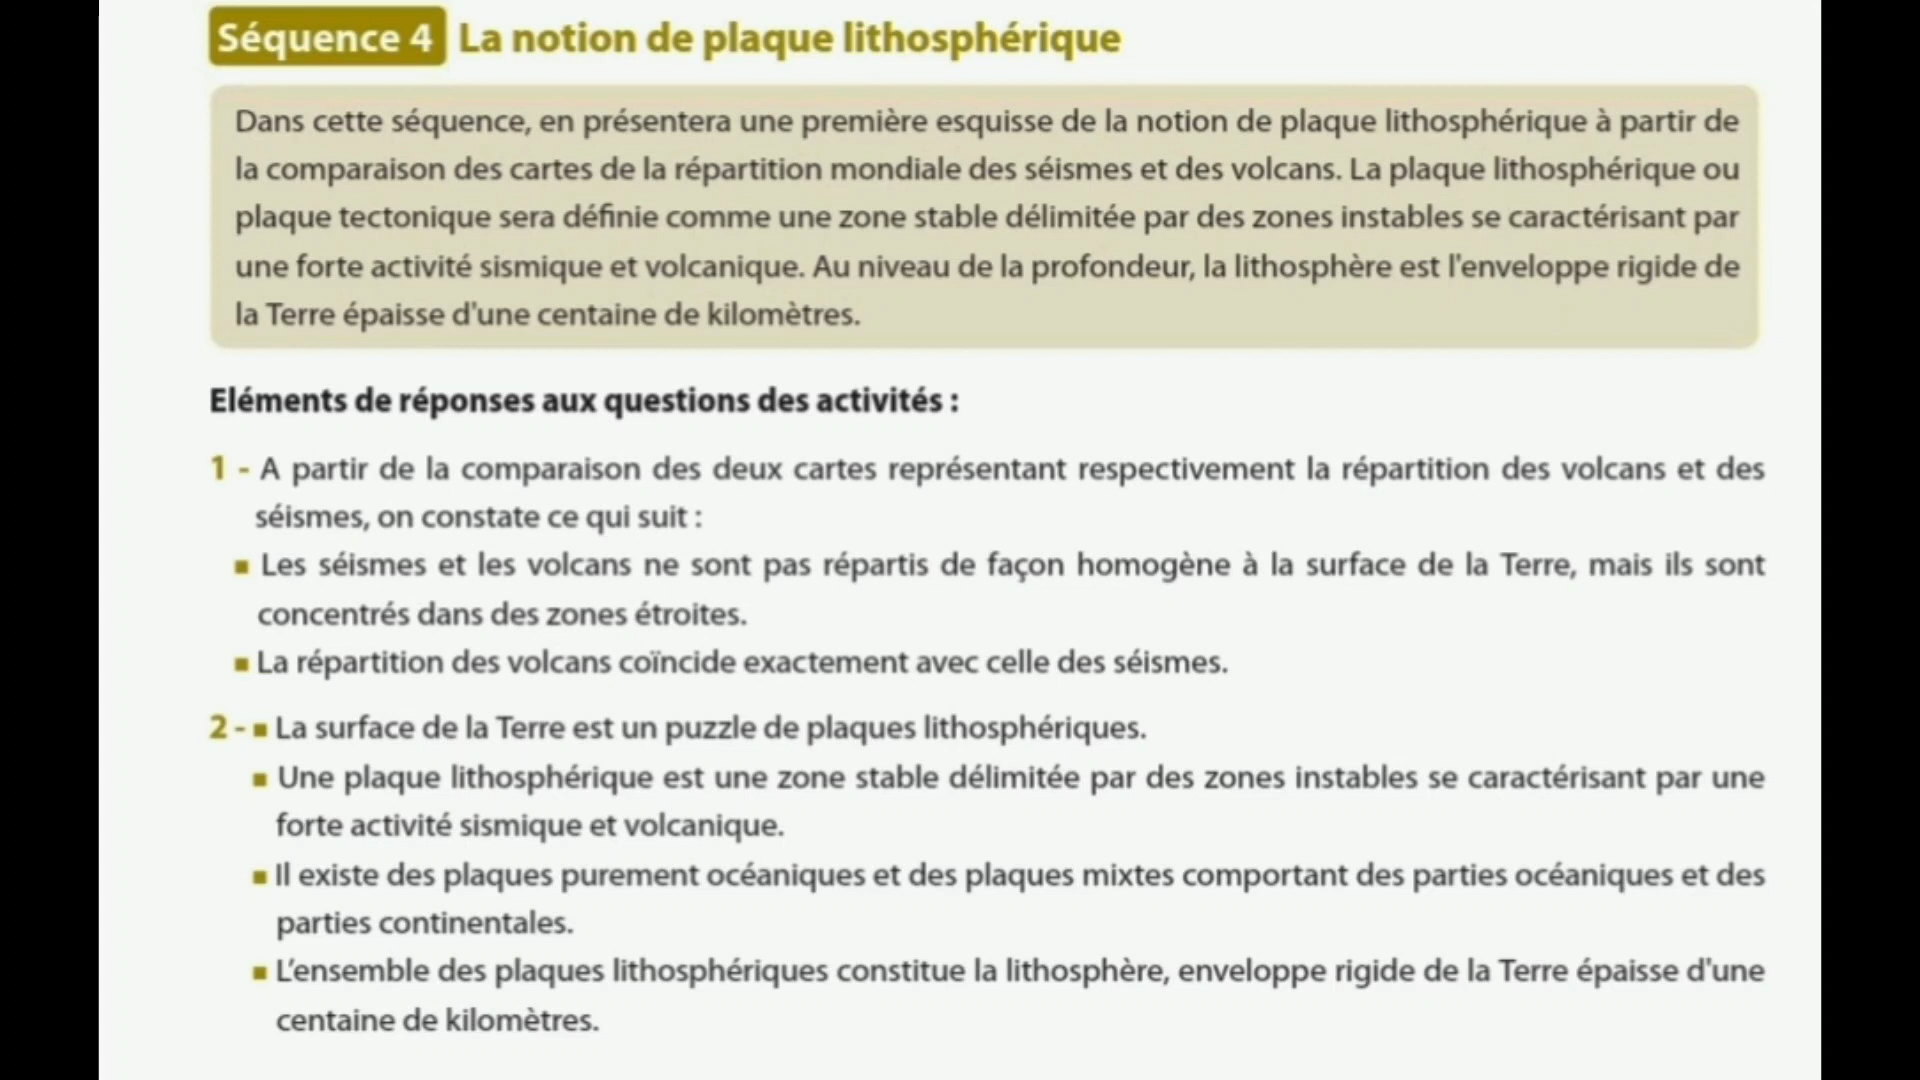 Séquence 4 La notion de plaque lithosphérique
Dans cette séquence, en présentera une première esquisse de la notion de plaque lithosphérique à partir de
la comparaison des cartes de la répartition mondiale des séismes et des volcans. La plaque lithosphérique ou
plaque tectonique sera définie comme une zone stable délimitée par des zones instables se caractérisant par
une forte activité sismique et volcanique. Au niveau de la profondeur, la lithosphère est l'enveloppe rigide de
la Terre épaisse d'une centaine de kilomètres.
Eléments de réponses aux questions des activités :
1 - A partir de la comparaison des deux cartes représentant respectivement la répartition des volcans et des
séismes, on constate ce qui suit :
■ Les séismes et les volcans ne sont pas répartis de façon homogène à la surface de la Terre, mais ils sont
concentrés dans des zones étroites.
■ La répartition des volcans coïncide exactement avec celle des séismes.
2 - ■ La surface de la Terre est un puzzle de plaques lithosphériques.
■ Une plaque lithosphérique est une zone stable délimitée par des zones instables se caractérisant par une
forte activité sismique et volcanique.
■ Il existe des plaques purement océaniques et des plaques mixtes comportant des parties océaniques et des
parties continentales.
■ L'ensemble des plaques lithosphériques constitue la lithosphère, enveloppe rigide de la Terre épaisse d'une
centaine de kilomètres.